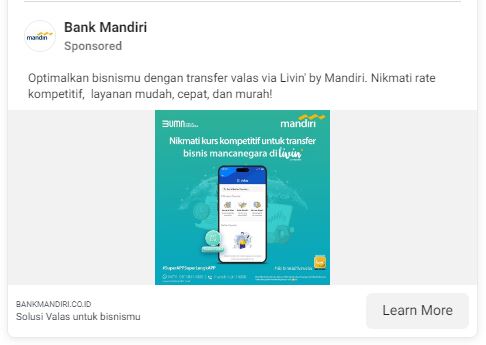 mandiri
Bank Mandiri
Sponsored
Optimalkan bisnismu dengan transfer valas via Livin' by Mandiri. Nikmati rate
kompetitif, layanan mudah, cepat, dan murah!
BUMN
mandiri
Nikmati kurs kompetitif untuk transfer
bisnis mancanegara di livin'
#SuperAPPSuperLengkAPP
BANKMANDIRI.CO.ID
Solusi Valas untuk bisnismu
Learn More